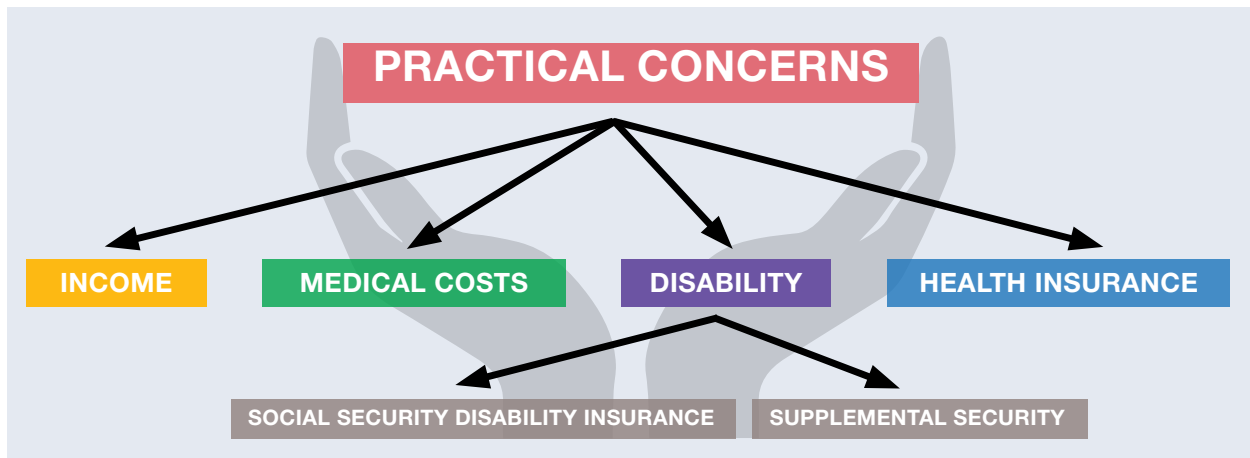 PRACTICAL CONCERNS
INCOME
MEDICAL COSTS
DISABILITY
HEALTH INSURANCE
SOCIAL SECURITY DISABILITY INSURANCE
SUPPLEMENTAL SECURITY